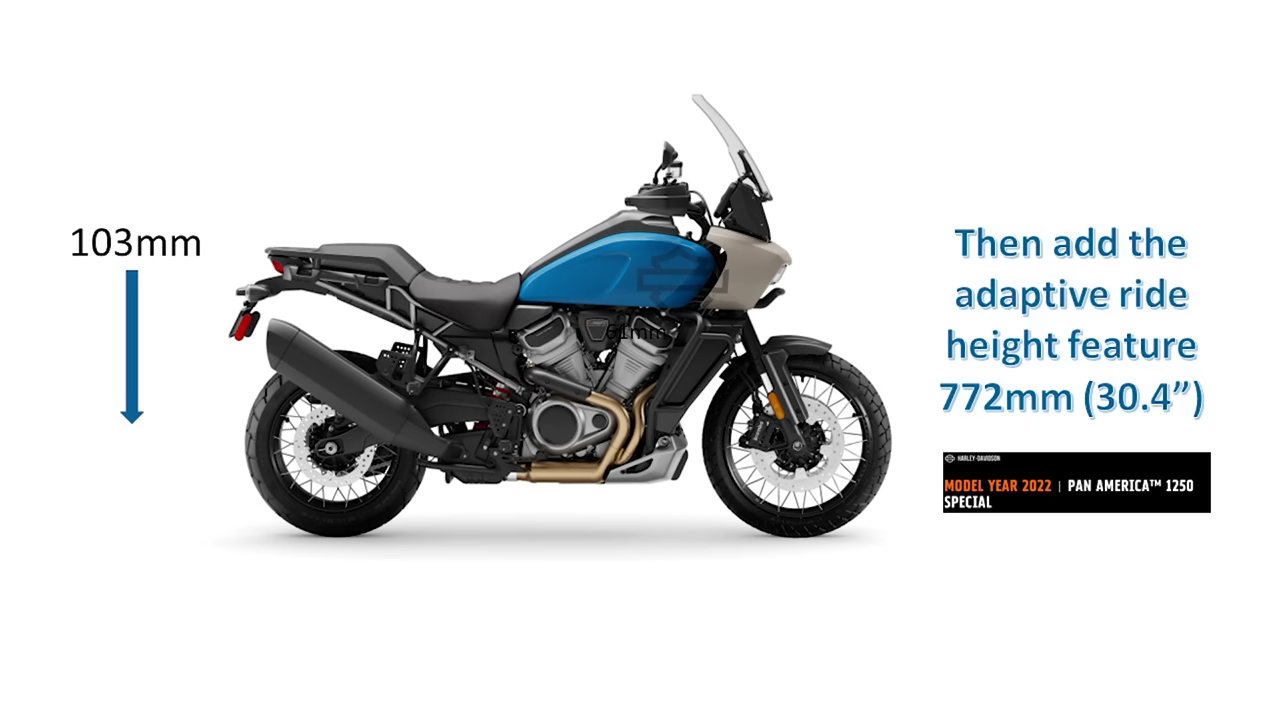 103mm
51mm
Then add the
adaptive ride
height feature
772mm (30.4”)
HARLEY-DAVIDSON
MODEL YEAR 2022 | PAN AMERICA™ 1250
SPECIAL